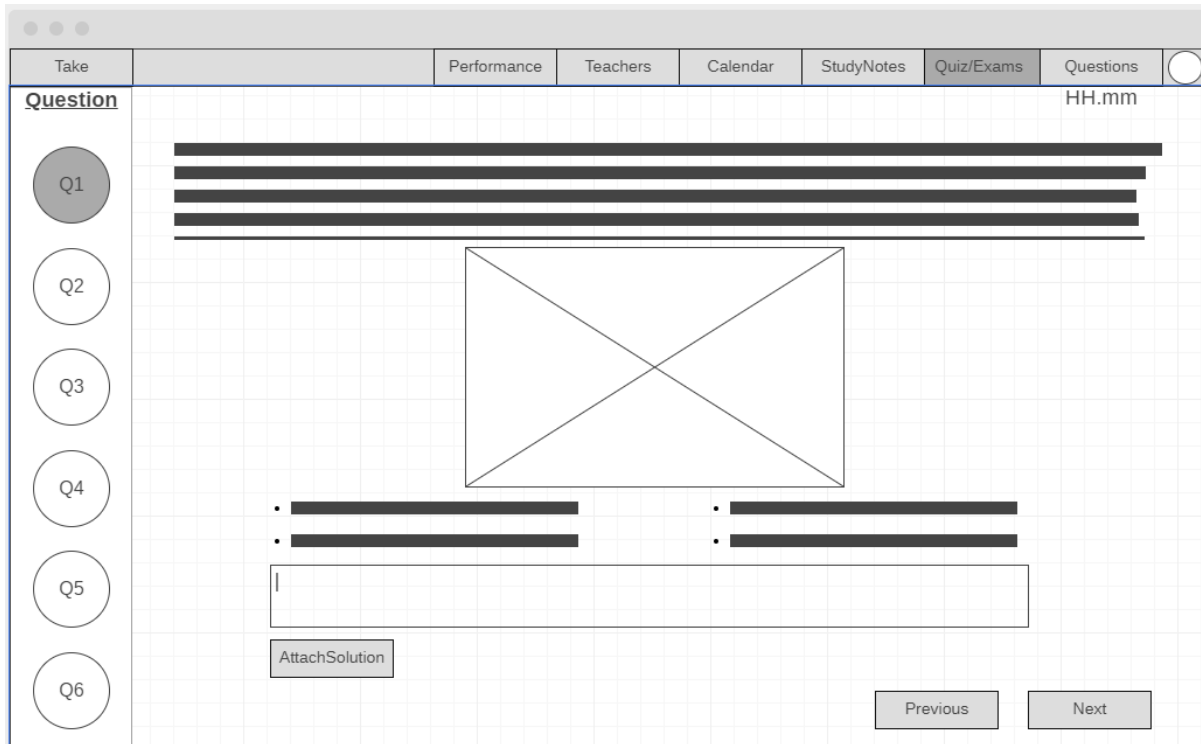 Take Performance Teachers Calendar StudyNotes Quiz/Exams Questions
Question
HH.mm
Q1
Q2
Q3
Q4
Q5
AttachSolution
Q6
Previous Next